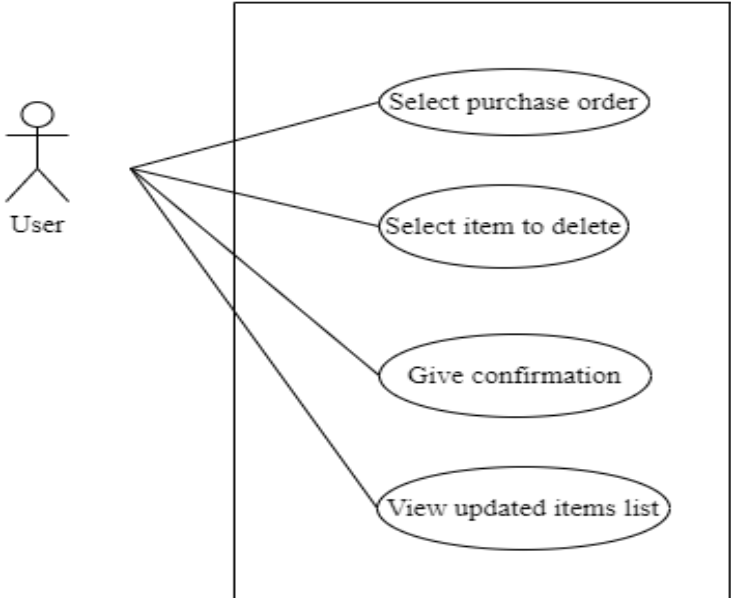 Select purchase order
User
Select item to delete
Give confirmation
View updated items list